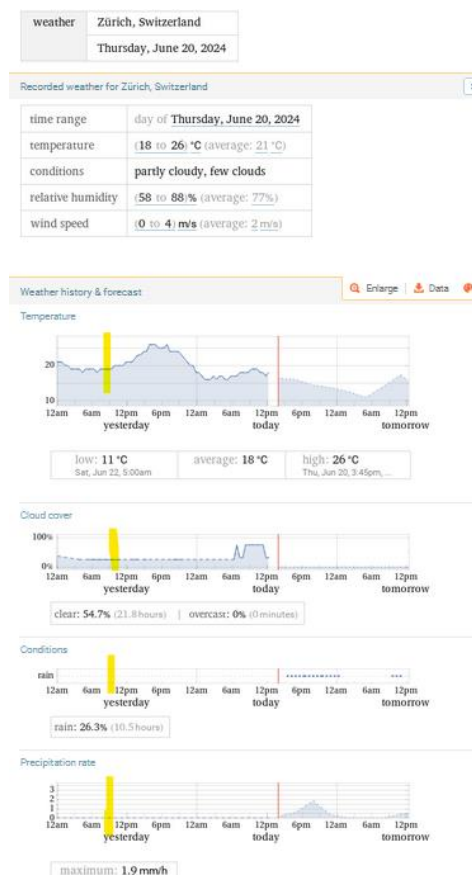 weather
Zürich, Switzerland
Thursday, June 20, 2024
Recorded weather for Zürich, Switzerland
time range day of Thursday, June 20, 2024
temperature (18 to 26) °C (average: 21 °C)
conditions partly cloudy, few clouds
relative humidity (58 to 88)% (average: 77%)
wind speed (0 to 4) m/s (average: 2 m/s)
Weather history & forecast
Enlarge | Data
Temperature
20
10
12am 6am 12pm 6pm 12am 6am 12pm 6pm 12am 6am 12pm
yesterday today tomorrow
low: 11 °C average: 18 °C high: 26 °C
Sat, Jun 22, 5:00am Thu, Jun 20, 3:45pm, ...
Cloud cover
100%
0%
12am 6am 12pm 6pm 12am 6am 12pm 6pm 12am 6am 12pm
yesterday today tomorrow
clear: 54.7% (21.8 hours) | overcast: 0% (0 minutes)
Conditions
rain
12am 6am 12pm 6pm 12am 6am 12pm 6pm 12am 6am 12pm
yesterday today tomorrow
rain: 26.3% (10.5 hours)
Precipitation rate
3
2
1
0
12am 6am 12pm 6pm 12am 6am 12pm 6pm 12am 6am 12pm
yesterday today tomorrow
maximum: 1.9 mm/h